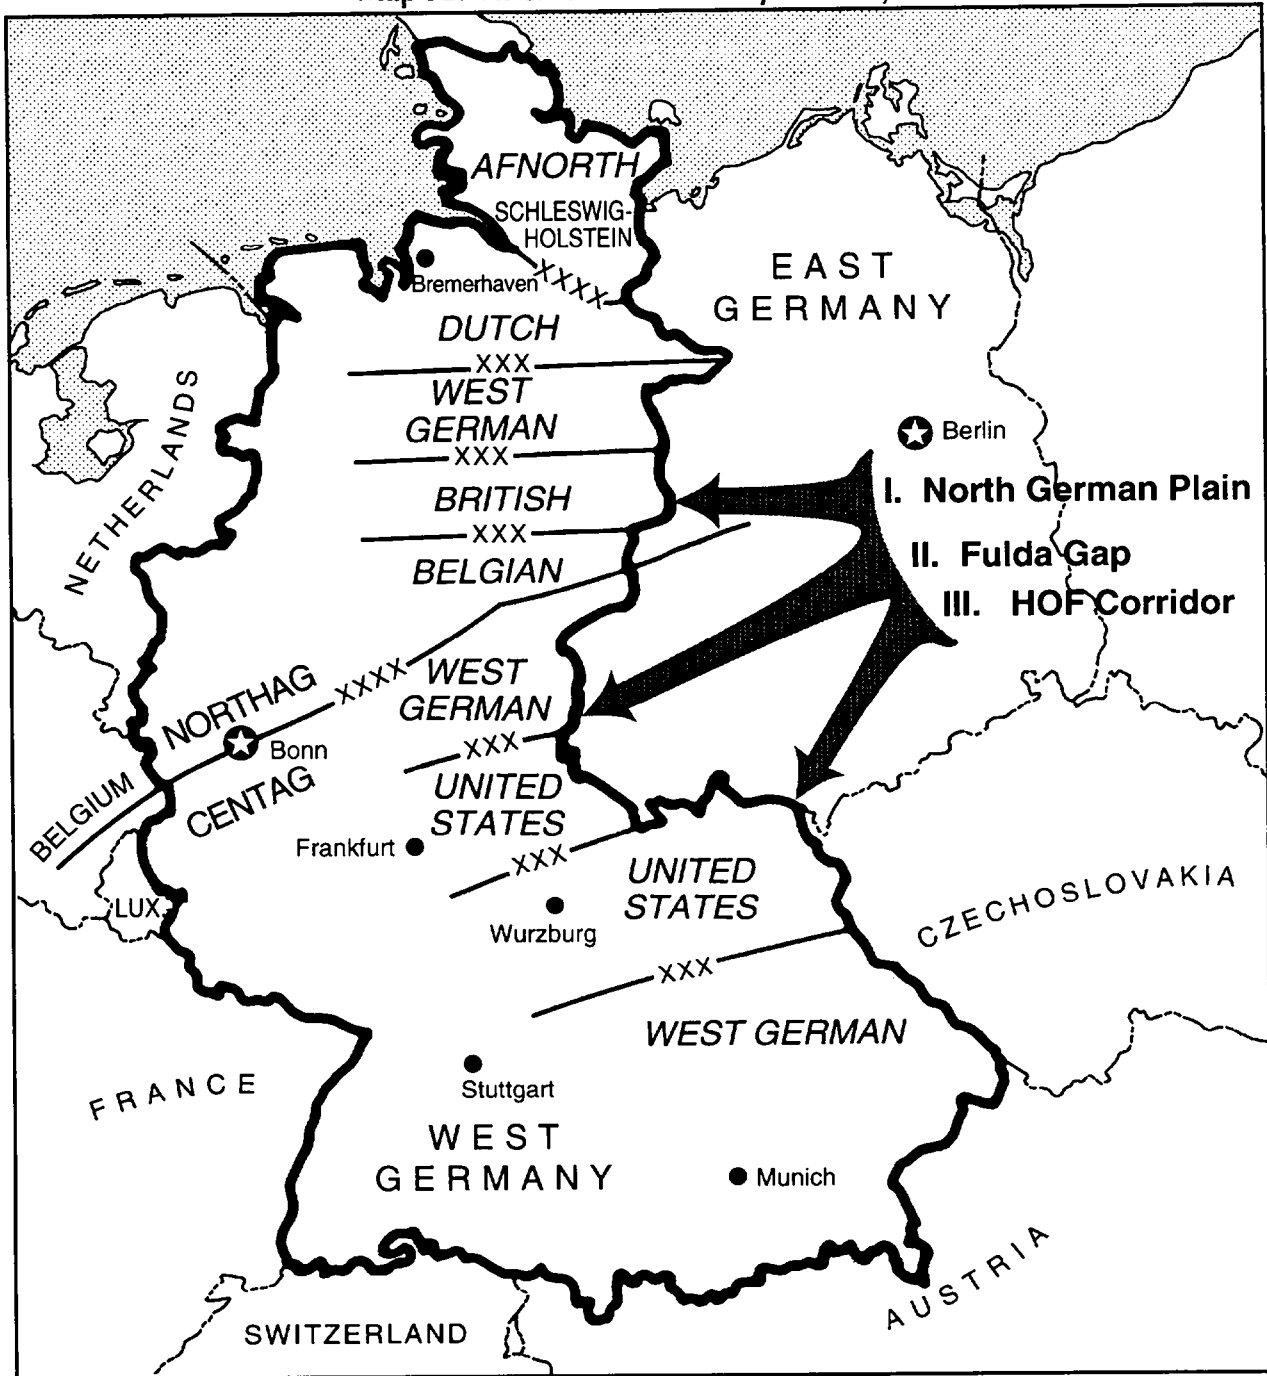 AFNORTH
SCHLESWIG-
HOLSTEIN
Bremerhaven
XXXX
EAST
GERMANY
DUTCH
XXX
WEST
GERMAN
XXX
Berlin
NETHERLANDS
BRITISH
XXX
BELGIAN
I. North German Plain
II. Fulda Gap
III. HOF Corridor
NORTHAG
XXXX
WEST
GERMAN
XXX
Bonn
BELGIUM
CENTAG
UNITED
STATES
Frankfurt
XXX
LUX
Wurzburg
UNITED
STATES
CZECHOSLOVAKIA
XXX
WEST GERMAN
FRANCE
Stuttgart
WEST
GERMANY
Munich
AUSTRIA
SWITZERLAND